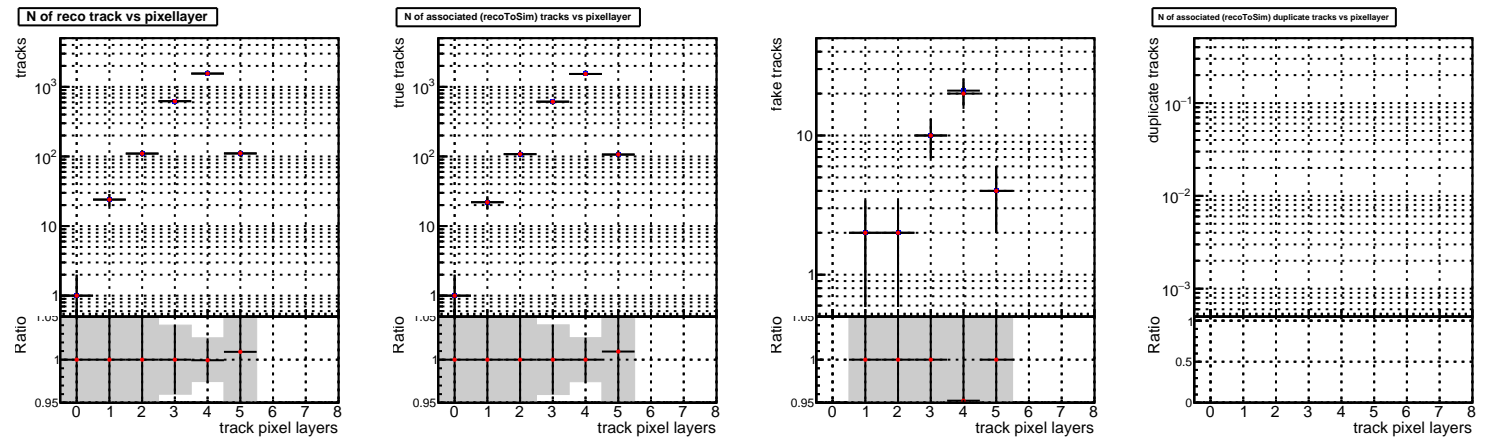 N of reco track vs pixellayer
tracks
10³
10²
10
1
Ratio
1.05
1
0.95
0 1 2 3 4 5 6 7 8
track pixel layers
N of associated (recoToSim) tracks vs pixellayer
true tracks
10³
10²
10
1
Ratio
1.05
1
0.95
0 1 2 3 4 5 6 7 8
track pixel layers
fake tracks
10
1
Ratio
1.05
1
0.95
0 1 2 3 4 5 6 7 8
track pixel layers
N of associated (recoToSim) duplicate tracks vs pixellayer
duplicate tracks
10⁻¹
10⁻²
10⁻³
Ratio
1
0.5
0
0 1 2 3 4 5 6 7 8
track pixel layers